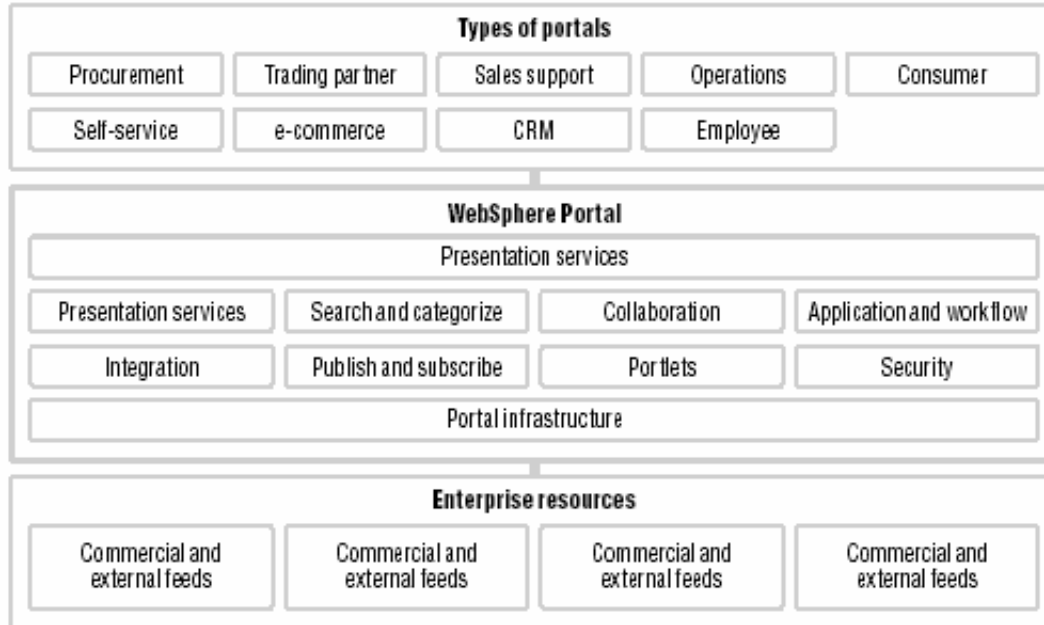 Types of portals
Procurement
Trading partner
Sales support
Operations
Consumer
Self-service
e-commerce
CRM
Employee
WebSphere Portal
Presentation services
Presentation services
Search and categorize
Collaboration
Application and workflow
Integration
Publish and subscribe
Portlets
Security
Portal infrastructure
Enterprise resources
Commercial and
external feeds
Commercial and
external feeds
Commercial and
external feeds
Commercial and
external feeds